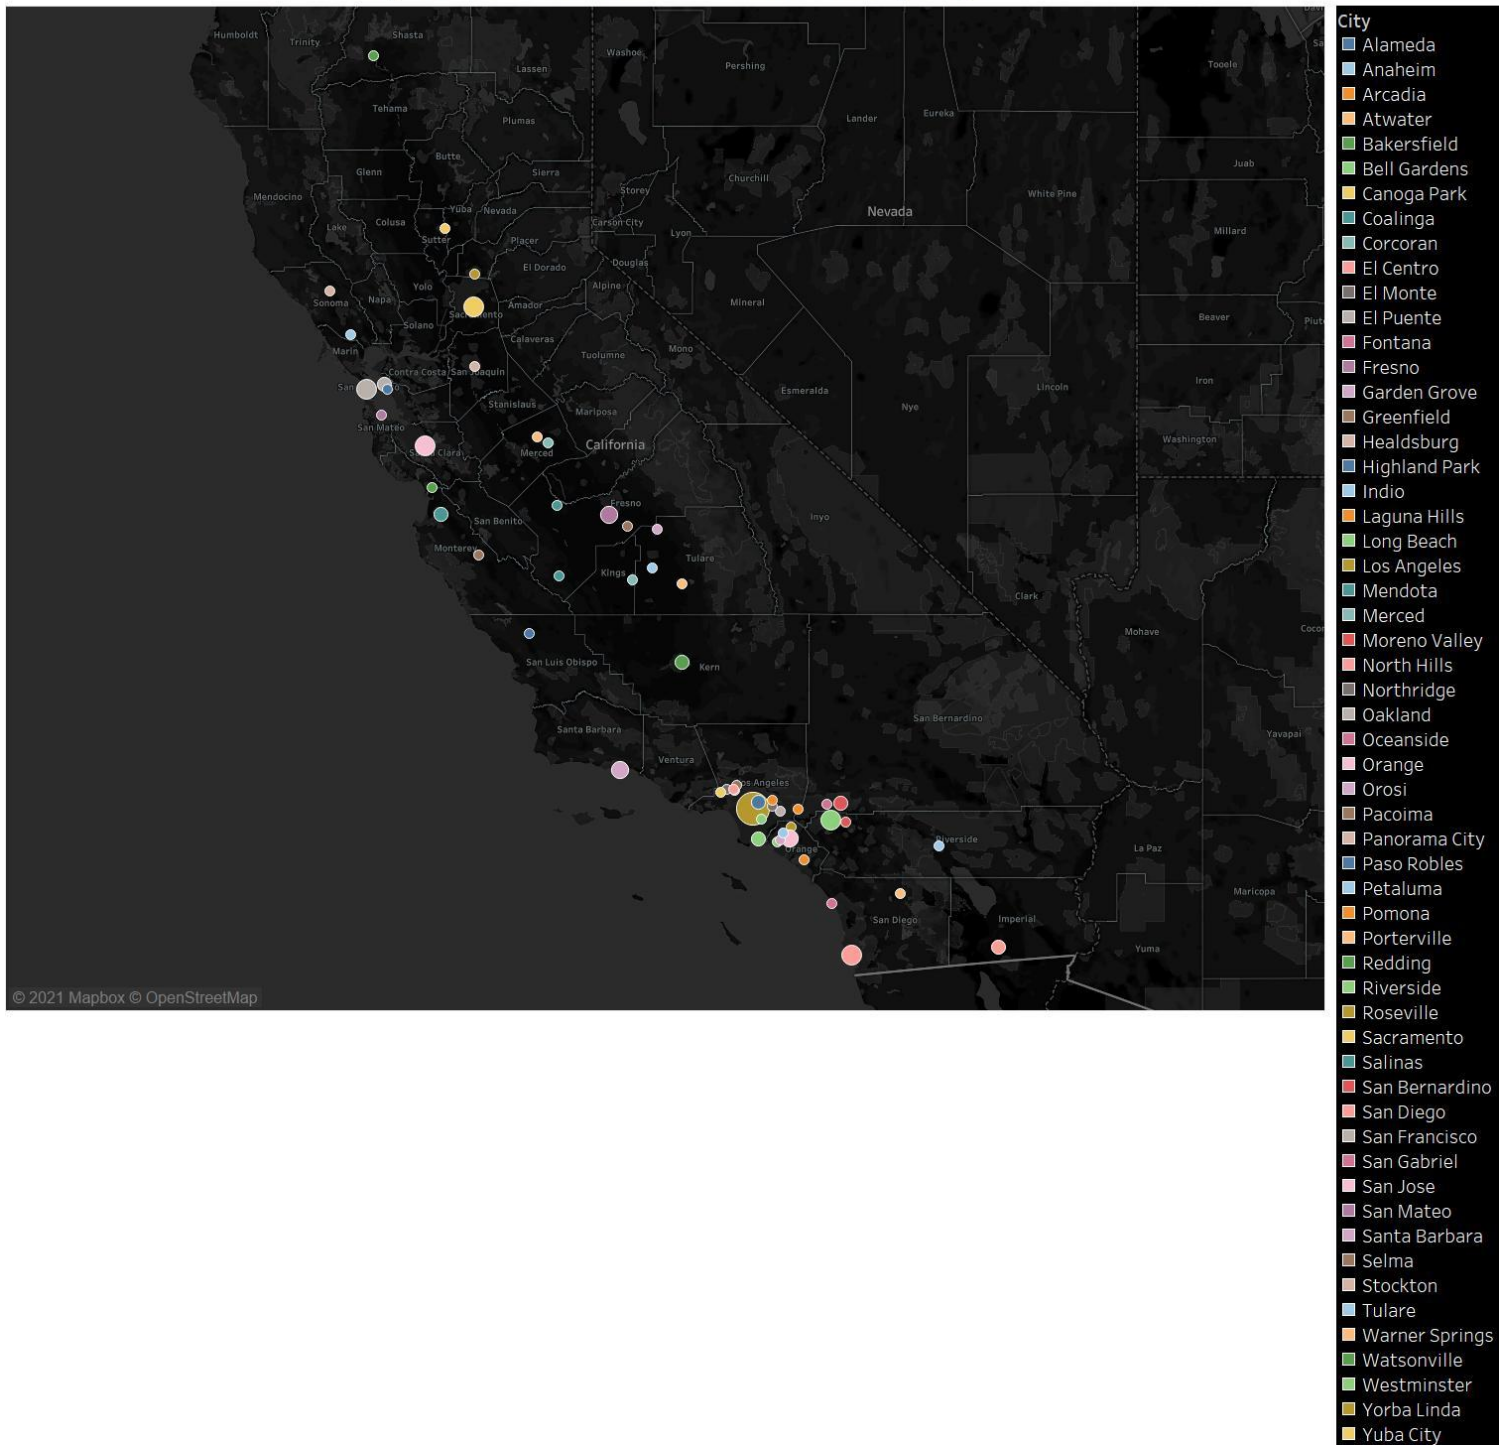 Humboldt
Trinity
Shasta
Lassen
Washoe
Pershing
Tooele
Tehama
Plumas
Lander
Eureka
Butte
Glenn
Sierra
Churchill
Juab
White Pine
Mendocino
Yuba
Nevada
Storey
Nevada
Colusa
Lake
Sutter
Placer
Carson City
Lyon
Millard
El Dorado
Douglas
Yolo
Napa
Sonoma
Alpine
Mineral
Amador
Solano
Beaver
Calaveras
Marin
Tuolumne
Mono
Contra Costa
San Joaquin
Iron
Esmeralda
Lincoln
Nye
Stanislaus
Mariposa
San Mateo
California
Washington
Merced
Fresno
San Benito
Inyo
Monterey
Tulare
Kings
Clark
Mohave
San Luis Obispo
Kern
San Bernardino
Santa Barbara
Yavapai
Ventura
Riverside
Orange
La Paz
Maricopa
San Diego
Imperial
Yuma
© 2021 Mapbox © OpenStreetMap
City
Alameda
Anaheim
Arcadia
Atwater
Bakersfield
Bell Gardens
Canoga Park
Coalinga
Corcoran
El Centro
El Monte
El Puente
Fontana
Fresno
Garden Grove
Greenfield
Healdsburg
Highland Park
Indio
Laguna Hills
Long Beach
Los Angeles
Mendota
Merced
Moreno Valley
North Hills
Northridge
Oakland
Oceanside
Orange
Orosi
Pacoima
Panorama City
Paso Robles
Petaluma
Pomona
Porterville
Redding
Riverside
Roseville
Sacramento
Salinas
San Bernardino
San Diego
San Francisco
San Gabriel
San Jose
San Mateo
Santa Barbara
Selma
Stockton
Tulare
Warner Springs
Watsonville
Westminster
Yorba Linda
Yuba City